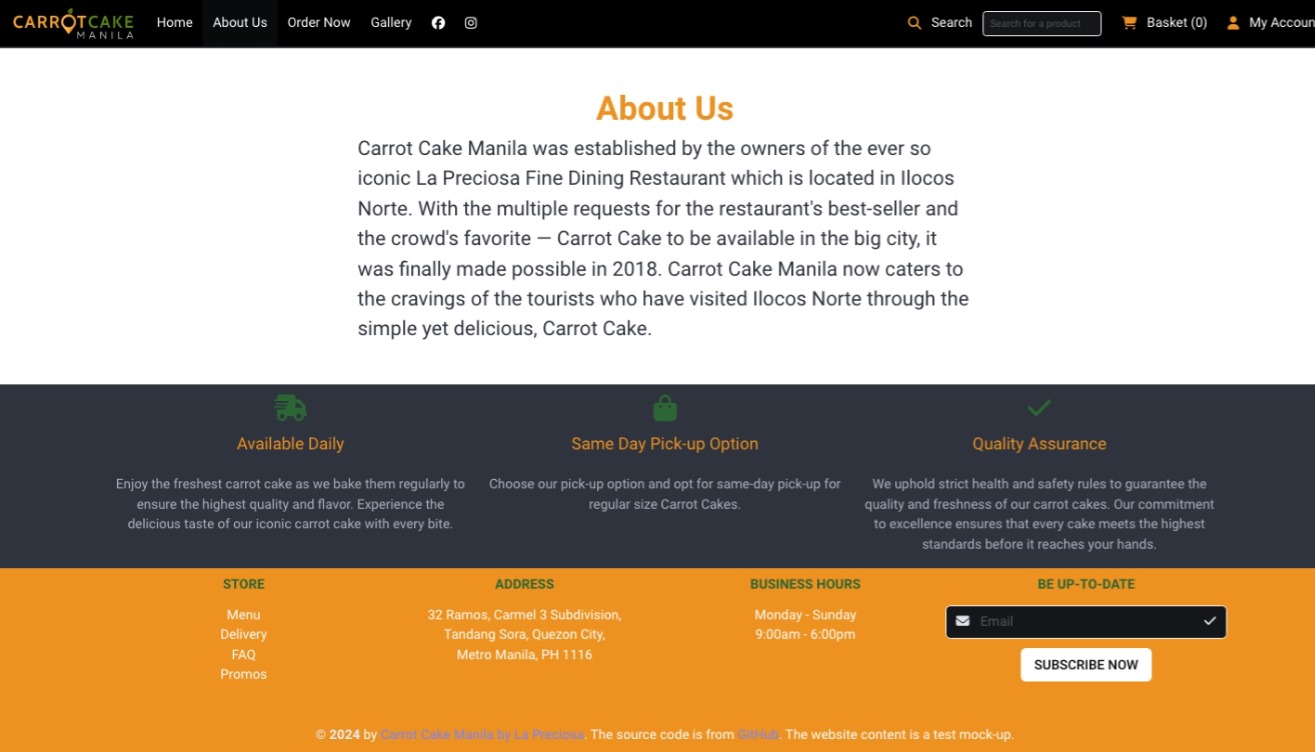 CARROTCAKE
MANILA
Home
About Us
Order Now
Gallery
Search
Search for a product
Basket (0)
My Accoun
About Us
Carrot Cake Manila was established by the owners of the ever so
iconic La Preciosa Fine Dining Restaurant which is located in Ilocos
Norte. With the multiple requests for the restaurant's best-seller and
the crowd's favorite — Carrot Cake to be available in the big city, it
was finally made possible in 2018. Carrot Cake Manila now caters to
the cravings of the tourists who have visited Ilocos Norte through the
simple yet delicious, Carrot Cake.
Available Daily
Enjoy the freshest carrot cake as we bake them regularly to
ensure the highest quality and flavor. Experience the
delicious taste of our iconic carrot cake with every bite.
Same Day Pick-up Option
Choose our pick-up option and opt for same-day pick-up for
regular size Carrot Cakes.
Quality Assurance
We uphold strict health and safety rules to guarantee the
quality and freshness of our carrot cakes. Our commitment
to excellence ensures that every cake meets the highest
standards before it reaches your hands.
STORE
Menu
Delivery
FAQ
Promos
ADDRESS
32 Ramos, Carmel 3 Subdivision,
Tandang Sora, Quezon City,
Metro Manila, PH 1116
BUSINESS HOURS
Monday - Sunday
9:00am - 6:00pm
BE UP-TO-DATE
Email
SUBSCRIBE NOW
© 2024 by Carrot Cake Manila by La Preciosa. The source code is from GitHub. The website content is a test mock-up.